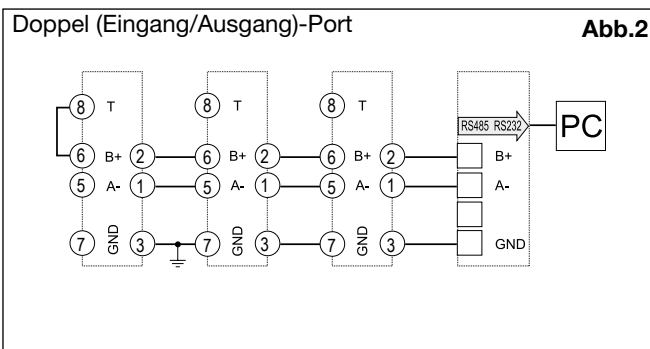 Doppel (Eingang/Ausgang)-Port Abb.2
8 T 8 T 8 T
RS485 RS232 PC
6 B+ 2 6 B+ 2 6 B+ 2 B+
5 A- 1 5 A- 1 5 A- 1 A-
7 GND 3 7 GND 3 7 GND 3 GND